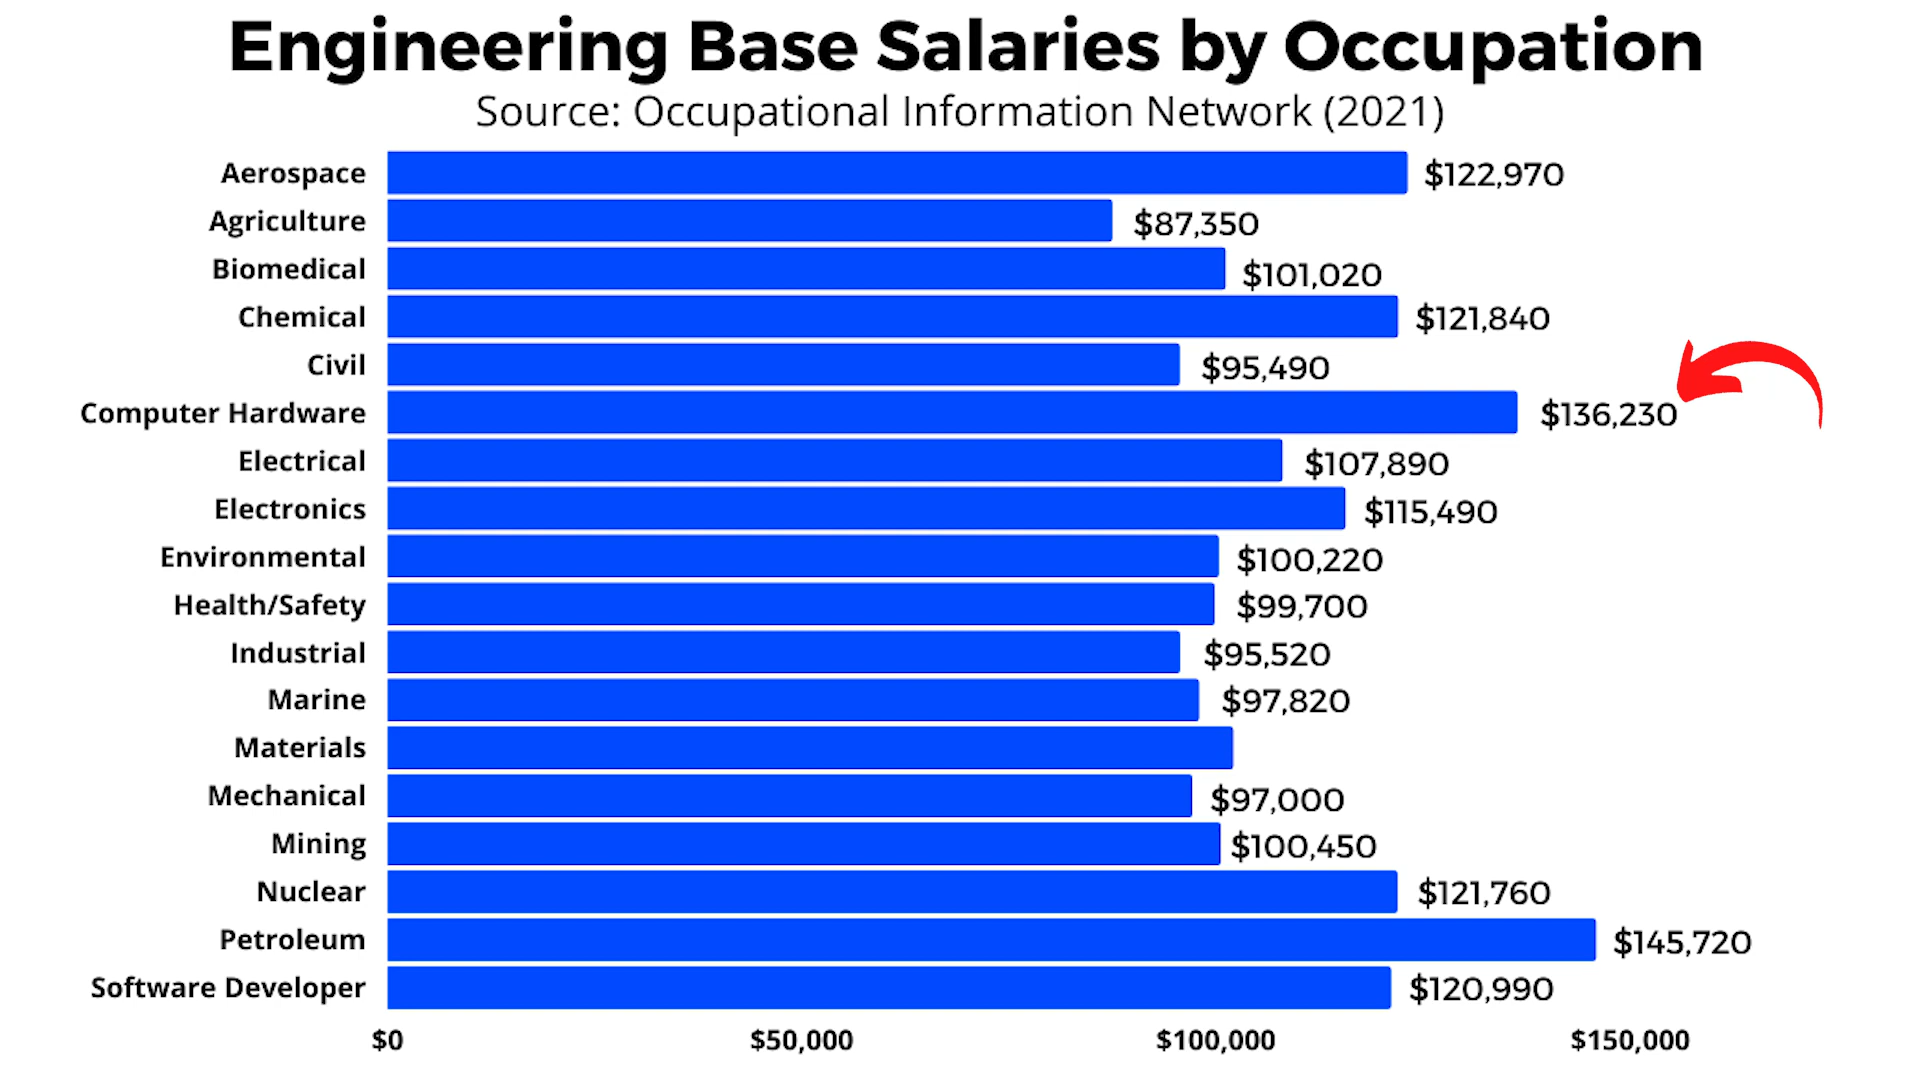 Engineering Base Salaries by Occupation
Source: Occupational Information Network (2021)
Aerospace $122,970
Agriculture $87,350
Biomedical $101,020
Chemical $121,840
Civil $95,490
Computer Hardware $136,230
Electrical $107,890
Electronics $115,490
Environmental $100,220
Health/Safety $99,700
Industrial $95,520
Marine $97,820
Materials
Mechanical $97,000
Mining $100,450
Nuclear $121,760
Petroleum $145,720
Software Developer $120,990
$0 $50,000 $100,000 $150,000